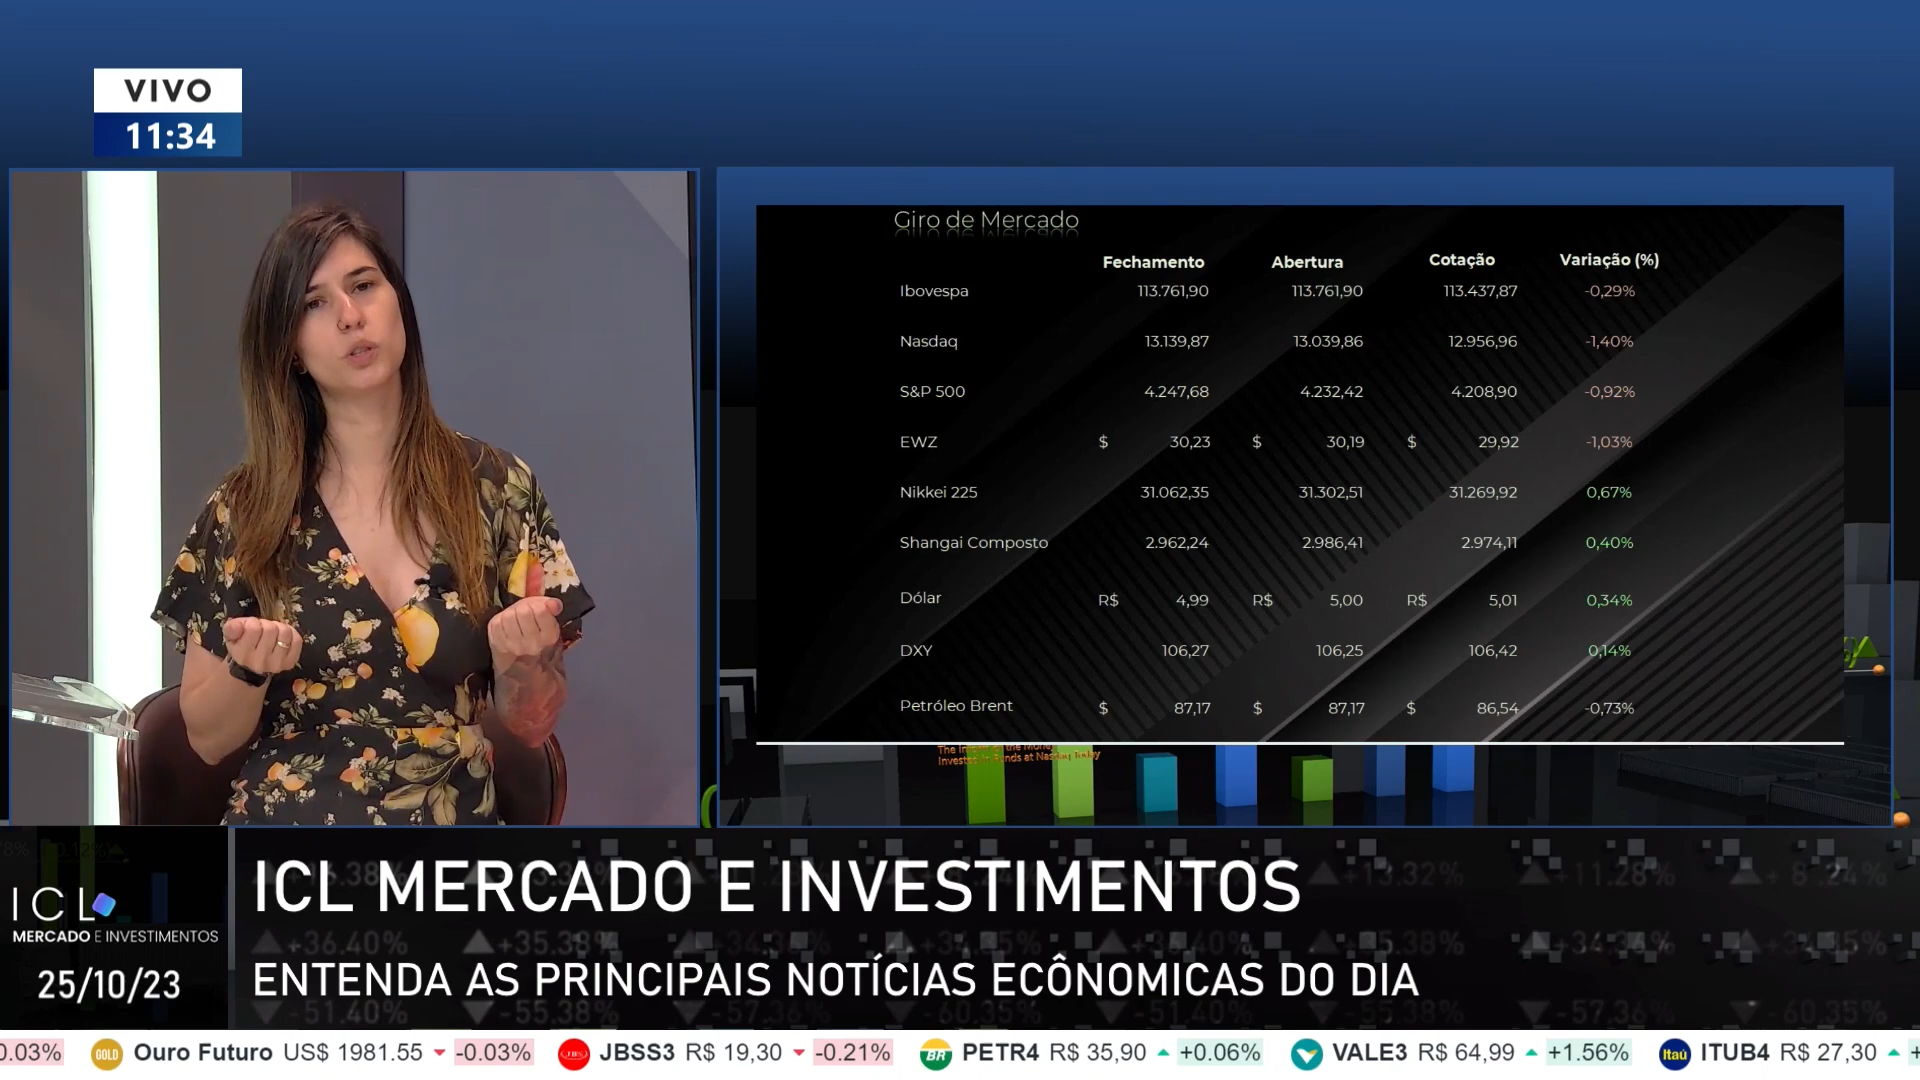 VIVO
11:34
Giro de Mercado
Fechamento Abertura Cotação Variação (%)
Ibovespa 113.761,90 113.761,90 113.437,87 -0,29%
Nasdaq 13.139,87 13.039,86 12.956,96 -1,40%
S&P 500 4.247,68 4.232,42 4.208,90 -0,92%
EWZ $ 30,23 $ 30,19 $ 29,92 -1,03%
Nikkei 225 31.062,35 31.302,51 31.269,92 0,67%
Shangai Composto 2.962,24 2.986,41 2.974,11 0,40%
Dólar R$ 4,99 R$ 5,00 R$ 5,01 0,34%
DXY 106,27 106,25 106,42 0,14%
Petróleo Brent $ 87,17 $ 87,17 $ 86,54 -0,73%
ICL
MERCADO E INVESTIMENTOS
25/10/23
ICL MERCADO E INVESTIMENTOS
ENTENDA AS PRINCIPAIS NOTÍCIAS ECÔNOMICAS DO DIA
0.03% GOLD Ouro Futuro US$ 1981.55 -0.03% JBS JBSS3 R$ 19,30 -0.21% BR PETR4 R$ 35,90 +0.06% VALE3 R$ 64,99 +1.56% Itaú ITUB4 R$ 27,30